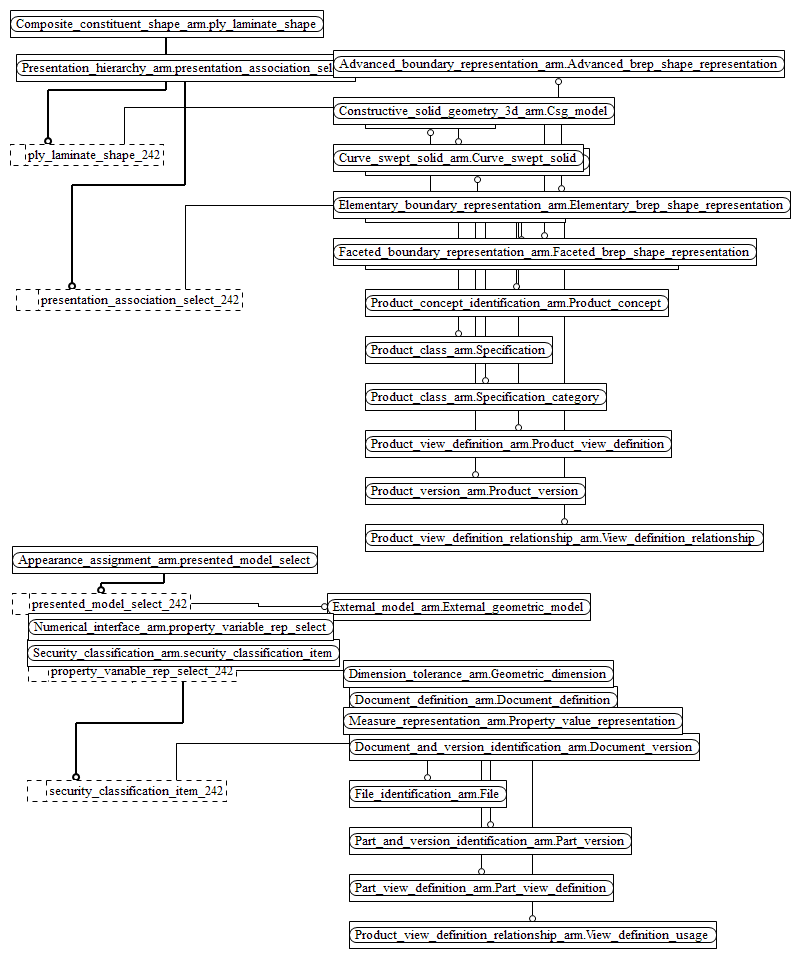 Composite_constituent_shape_arm.ply_laminate_shape
Presentation_hierarchy_arm.presentation_association_sel
Advanced_boundary_representation_arm.Advanced_brep_shape_representation
Constructive_solid_geometry_3d_arm.Csg_model
ply_laminate_shape_242
Curve_swept_solid_arm.Curve_swept_solid
Elementary_boundary_representation_arm.Elementary_brep_shape_representation
Faceted_boundary_representation_arm.Faceted_brep_shape_representation
presentation_association_select_242
Product_concept_identification_arm.Product_concept
Product_class_arm.Specification
Product_class_arm.Specification_category
Product_view_definition_arm.Product_view_definition
Product_version_arm.Product_version
Product_view_definition_relationship_arm.View_definition_relationship
Appearance_assignment_arm.presented_model_select
presented_model_select_242
External_model_arm.External_geometric_model
Numerical_interface_arm.property_variable_rep_select
Security_classification_arm.security_classification_item
property_variable_rep_select_242
Dimension_tolerance_arm.Geometric_dimension
Document_definition_arm.Document_definition
Measure_representation_arm.Property_value_representation
Document_and_version_identification_arm.Document_version
security_classification_item_242
File_identification_arm.File
Part_and_version_identification_arm.Part_version
Part_view_definition_arm.Part_view_definition
Product_view_definition_relationship_arm.View_definition_usage